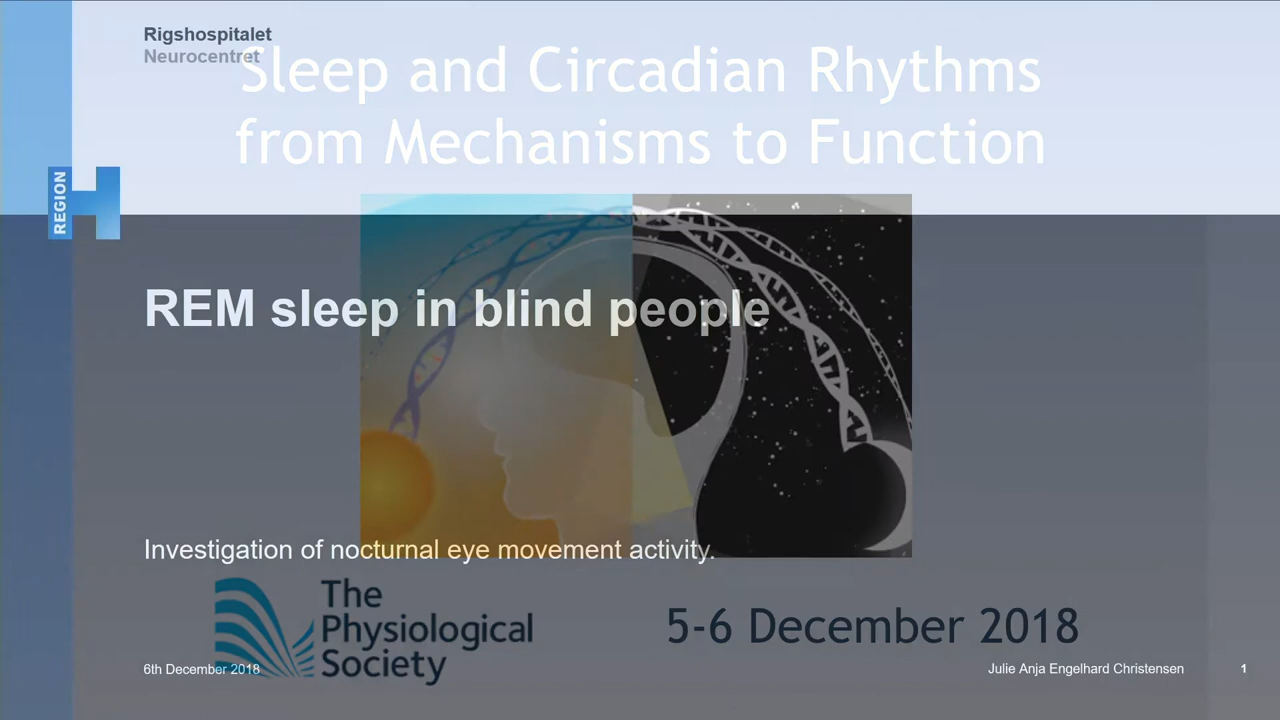 Rigshospitalet
Neurocentret
Sleep and Circadian Rhythms
from Mechanisms to Function
REGION
REM sleep in blind people
Investigation of nocturnal eye movement activity.
The
Physiological
Society
5-6 December 2018
6th December 2018
Julie Anja Engelhard Christensen
1